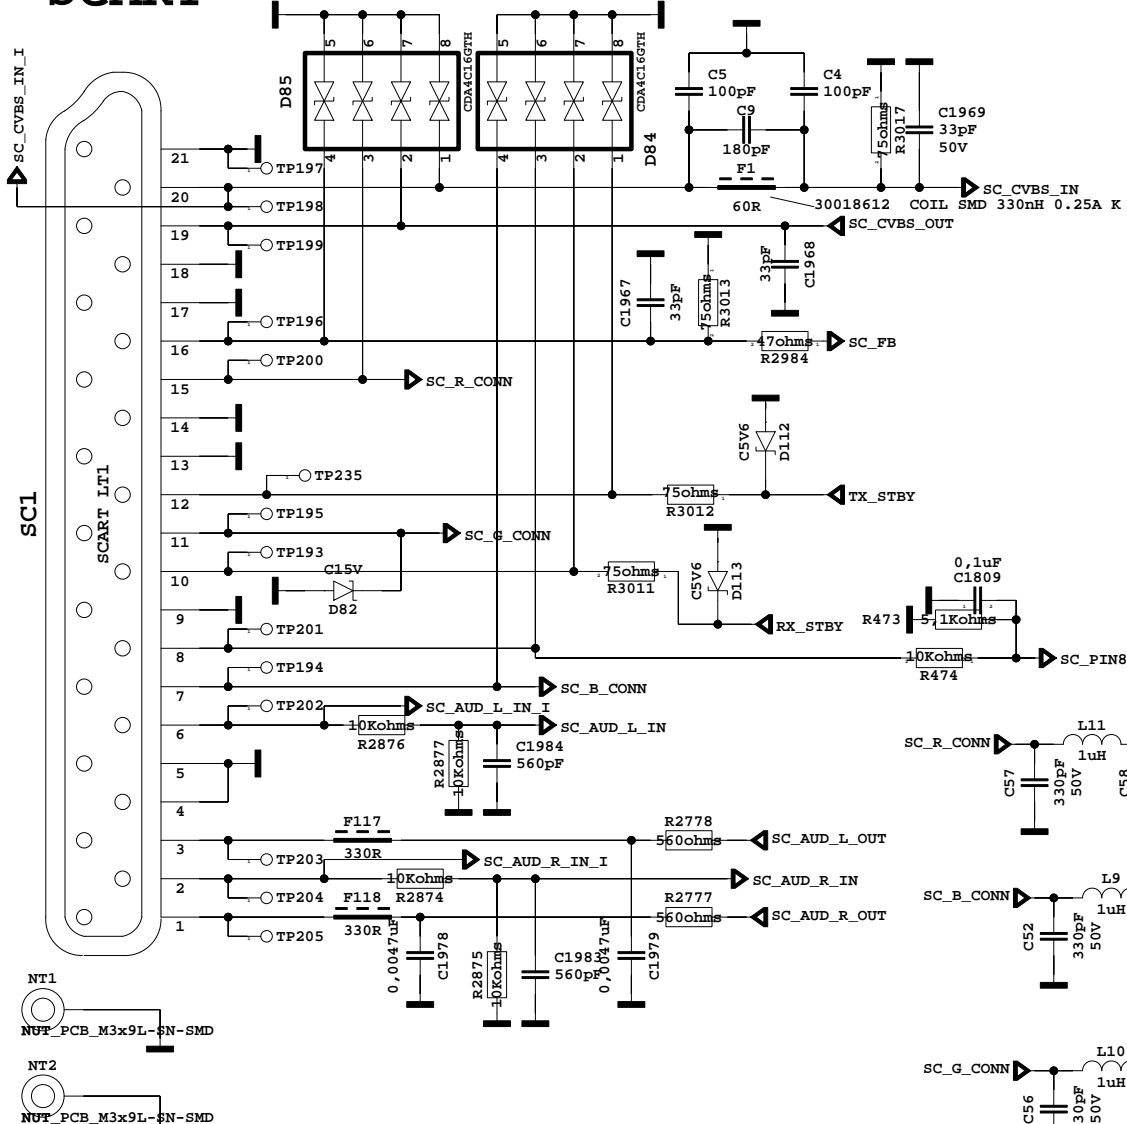 SCART
SC_CVBS_IN_I
5 6 7 8
5 6 7 8
CDA4C16GTH
CDA4C16GTH
D85
D84
4 3 2 1
4 3 2 1
C5
100pF
C4
100pF
C9
180pF
F1
60R
75ohms
R3017
C1969
33pF
50V
SC_CVBS_IN
30018612 COIL SMD 330nH 0.25A K
SC_CVBS_OUT
21
TP197
20
TP198
19
TP199
18
17
TP196
16
TP200
15
14
13
TP235
12
TP195
11
TP193
10
9
TP201
8
TP194
7
TP202
6
5
4
3
TP203
2
TP204
1
TP205
SC1
SCART LT1
C1967
33pF
75ohms
R3013
33pF
C1968
47ohms
R2984
SC_FB
SC_R_CONN
C5V6
D112
75ohms
R3012
TX_STBY
SC_G_CONN
C15V
D82
75ohms
R3011
C5V6
D113
RX_STBY
0,1uF
C1809
R473
5,1Kohms
10Kohms
R474
SC_PIN8
SC_B_CONN
SC_AUD_L_IN_I
10Kohms
R2876
SC_AUD_L_IN
R2877
10Kohms
C1984
560pF
SC_R_CONN
L11
1uH
C57
330pF
50V
C58
F117
330R
R2778
560ohms
SC_AUD_L_OUT
SC_AUD_R_IN_I
10Kohms
R2874
SC_AUD_R_IN
F118
330R
R2777
560ohms
SC_AUD_R_OUT
0,0047uF
C1978
R2875
10Kohms
C1983
560pF
0,0047uF
C1979
SC_B_CONN
L9
1uH
C52
330pF
50V
NT1
NUT_PCB_M3x9L-SN-SMD
NT2
NUT_PCB_M3x9L-SN-SMD
SC_G_CONN
L10
1uH
C56
30pF
50V